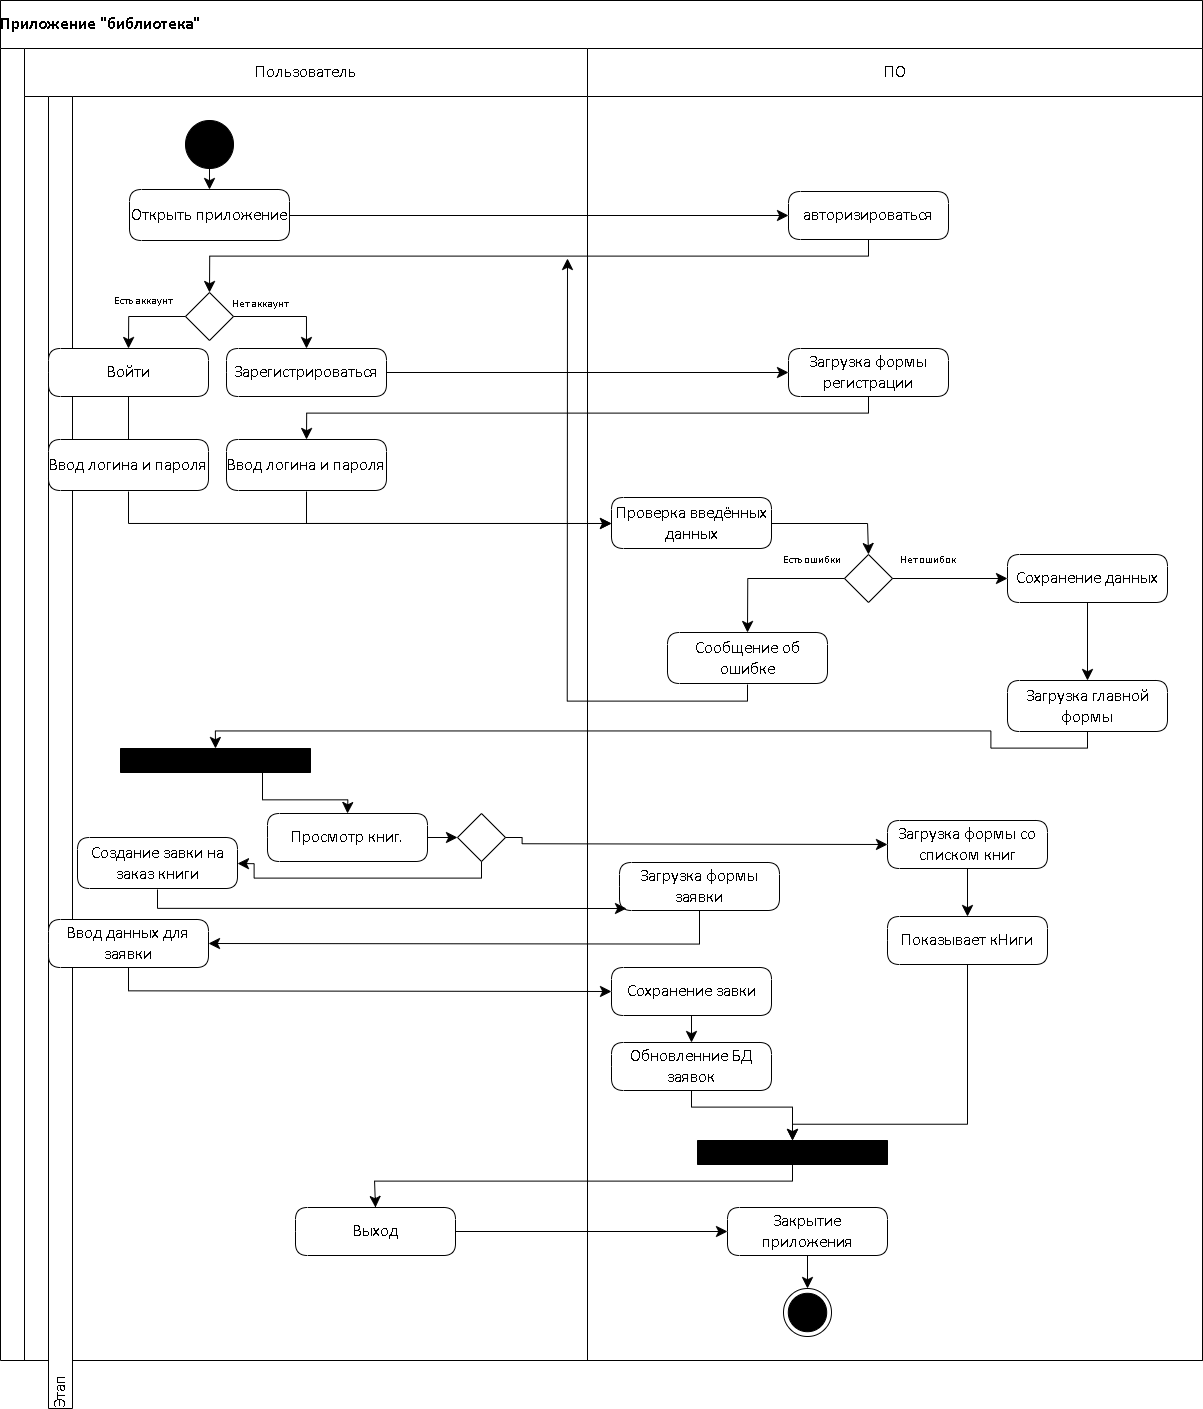 Приложение "библиотека"
Пользователь
ПО
Открыть приложение
авторизироваться
Есть аккаунт
Нет аккаунт
Войти
Зарегистрироваться
Загрузка формы
регистрации
Ввод логина и пароля
Ввод логина и пароля
Проверка введённых
данных
Есть ошибки
Нет ошибок
Сохранение данных
Сообщение об
ошибке
Загрузка главной
формы
Просмотр книг.
Загрузка формы со
списком книг
Создание завки на
заказ книги
Загрузка формы
заявки
Ввод данных для
заявки
Показывает кНиги
Сохранение завки
Обновленние БД
заявок
Выход
Закрытие
приложения
Этап